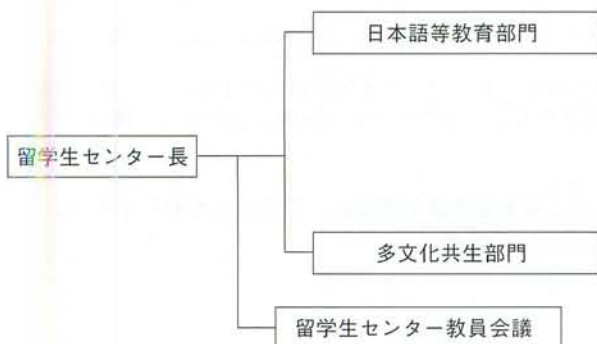 日本語等教育部門
留学生センター長
多文化共生部門
留学生センター教員会議